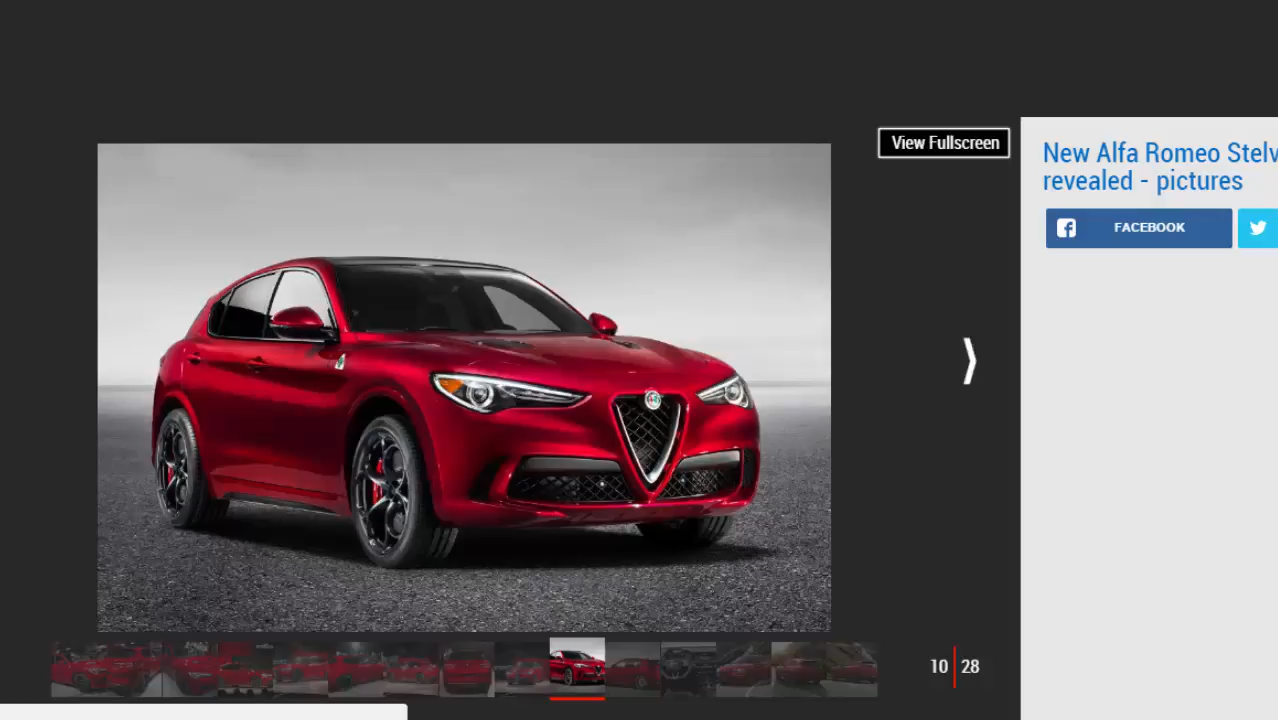 View Fullscreen
New Alfa Romeo Stelv
revealed - pictures
FACEBOOK
10 28